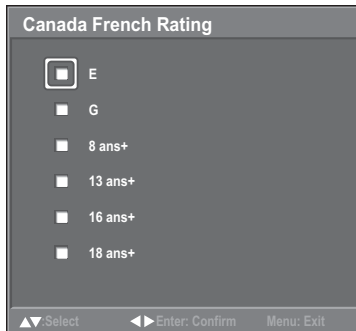 Canada French Rating
E
G
8 ans+
13 ans+
16 ans+
18 ans+
▲▼:Select ◀▶Enter: Confirm Menu: Exit